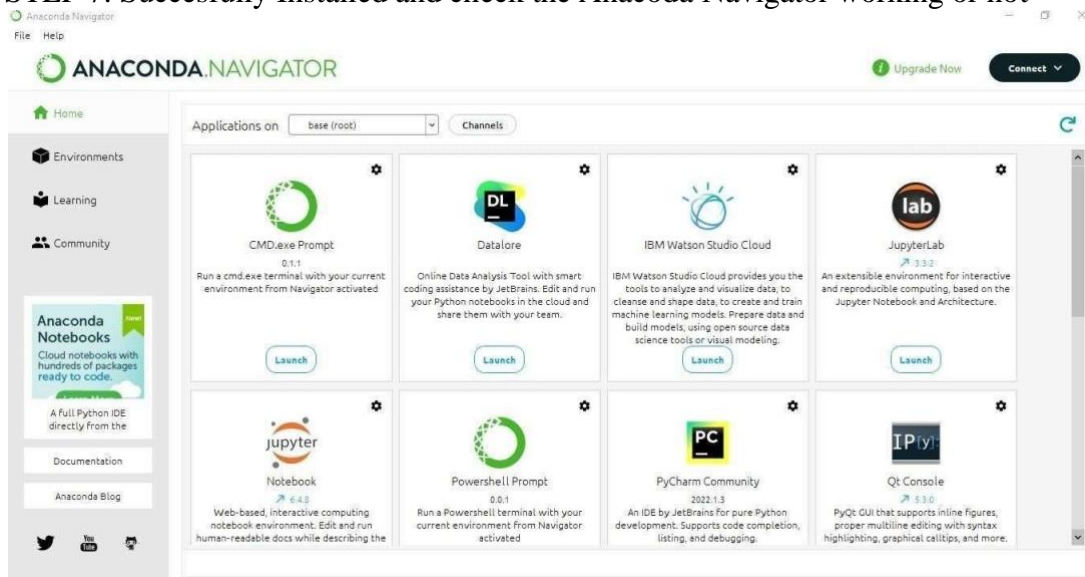 STEP 7: Succesfully Installed and check the Anacoda Navigator working or not
Anaconda Navigator
File Help
ANACONDA.NAVIGATOR
Upgrade Now
Connect
Home
Environments
Learning
Community
Anaconda
Notebooks
New!
Cloud notebooks with
hundreds of packages
ready to code.
Learn More
A full Python IDE
directly from the
Documentation
Anaconda Blog
You
Tube
Applications on base (root) Channels
CMD.exe Prompt
0.1.1
Run a cmd.exe terminal with your current
environment from Navigator activated
Launch
DL
Datalore
Online Data Analysis Tool with smart
coding assistance by JetBrains. Edit and run
your Python notebooks in the cloud and
share them with your team.
Launch
IBM Watson Studio Cloud
IBM Watson Studio Cloud provides you the
tools to analyze and visualize data, to
cleanse and shape data, to create and train
machine learning models. Prepare data and
build models, using open source data
science tools or visual modeling.
Launch
lab
JupyterLab
3.3.2
An extensible environment for interactive
and reproducible computing, based on the
Jupyter Notebook and Architecture.
Launch
jupyter
Notebook
6.4.8
Web-based, interactive computing
notebook environment. Edit and run
human-readable docs while describing the
Powershell Prompt
0.0.1
Run a Powershell terminal with your
current environment from Navigator
activated
PC
PyCharm Community
2022.1.3
An IDE by JetBrains for pure Python
development. Supports code completion,
listing, and debugging.
IP[y]:
Qt Console
5.3.0
PyQt GUI that supports inline figures,
proper multiline editing with syntax
highlighting, graphical calltips, and more.